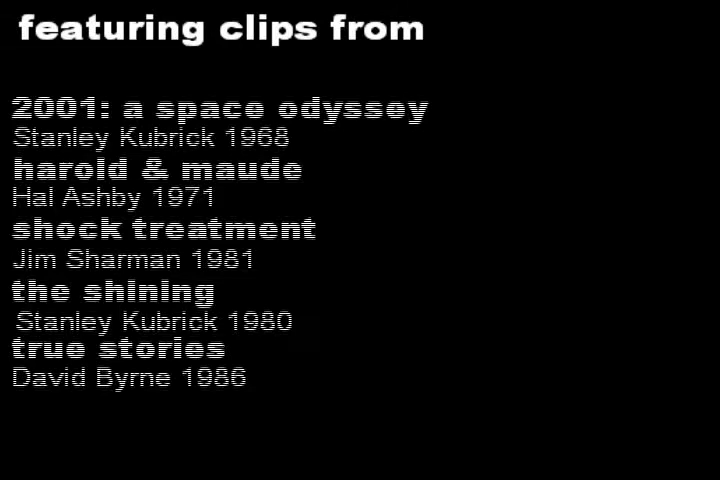 featuring clips from
2001: a space odyssey
Stanley Kubrick 1968
harold & maude
Hal Ashby 1971
shock treatment
Jim Sharman 1981
the shining
Stanley Kubrick 1980
true stories
David Byrne 1986